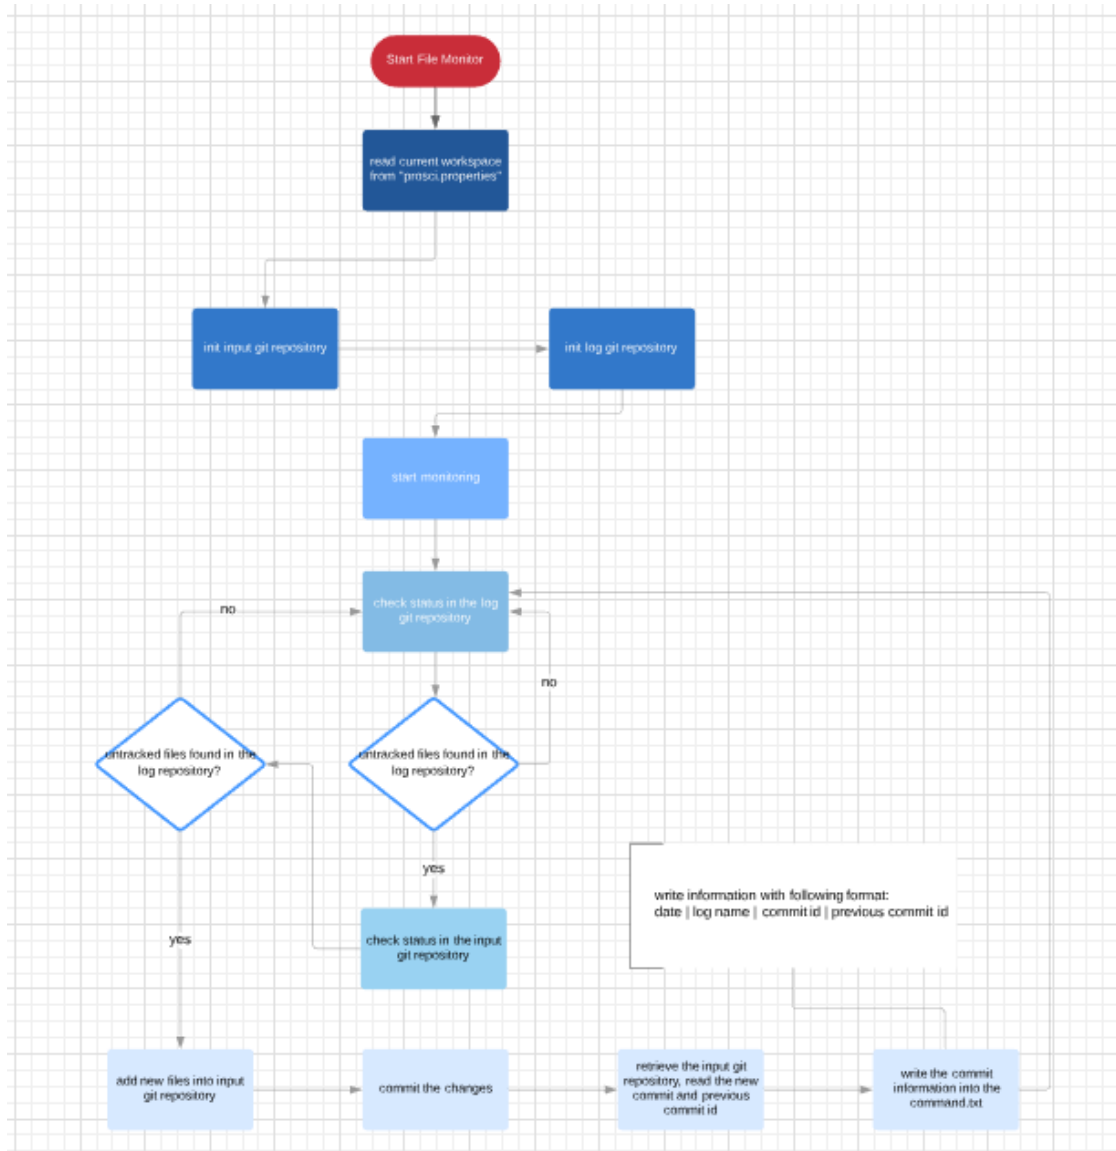 Start File Monitor
read current workspace
from "prosci.properties"
init input git repository
init log git repository
start monitoring
check status in the log
git repository
no
no
untracked files found in the
log repository?
untracked files found in the
log repository?
yes
write information with following format:
date | log name | commit id | previous commit id
yes
check status in the input
git repository
add new files into input
git repository
commit the changes
retrieve the input git
repository, read the new
commit and previous
commit id
write the commit
information into the
command.txt